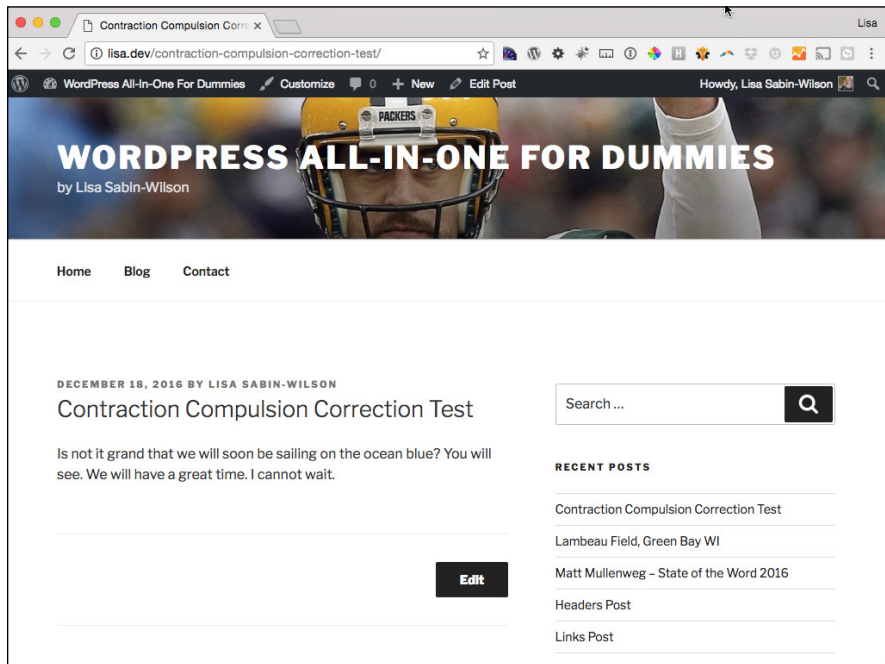 Contraction Compulsion Corre
Lisa
lisa.dev/contraction-compulsion-correction-test/
WordPress All-In-One For Dummies Customize 0 New Edit Post Howdy, Lisa Sabin-Wilson
PACKERS
WORDPRESS ALL-IN-ONE FOR DUMMIES
by Lisa Sabin-Wilson
Home Blog Contact
DECEMBER 18, 2016 BY LISA SABIN-WILSON
Contraction Compulsion Correction Test
Is not it grand that we will soon be sailing on the ocean blue? You will
see. We will have a great time. I cannot wait.
Edit
Search ...
RECENT POSTS
Contraction Compulsion Correction Test
Lambeau Field, Green Bay WI
Matt Mullenweg – State of the Word 2016
Headers Post
Links Post